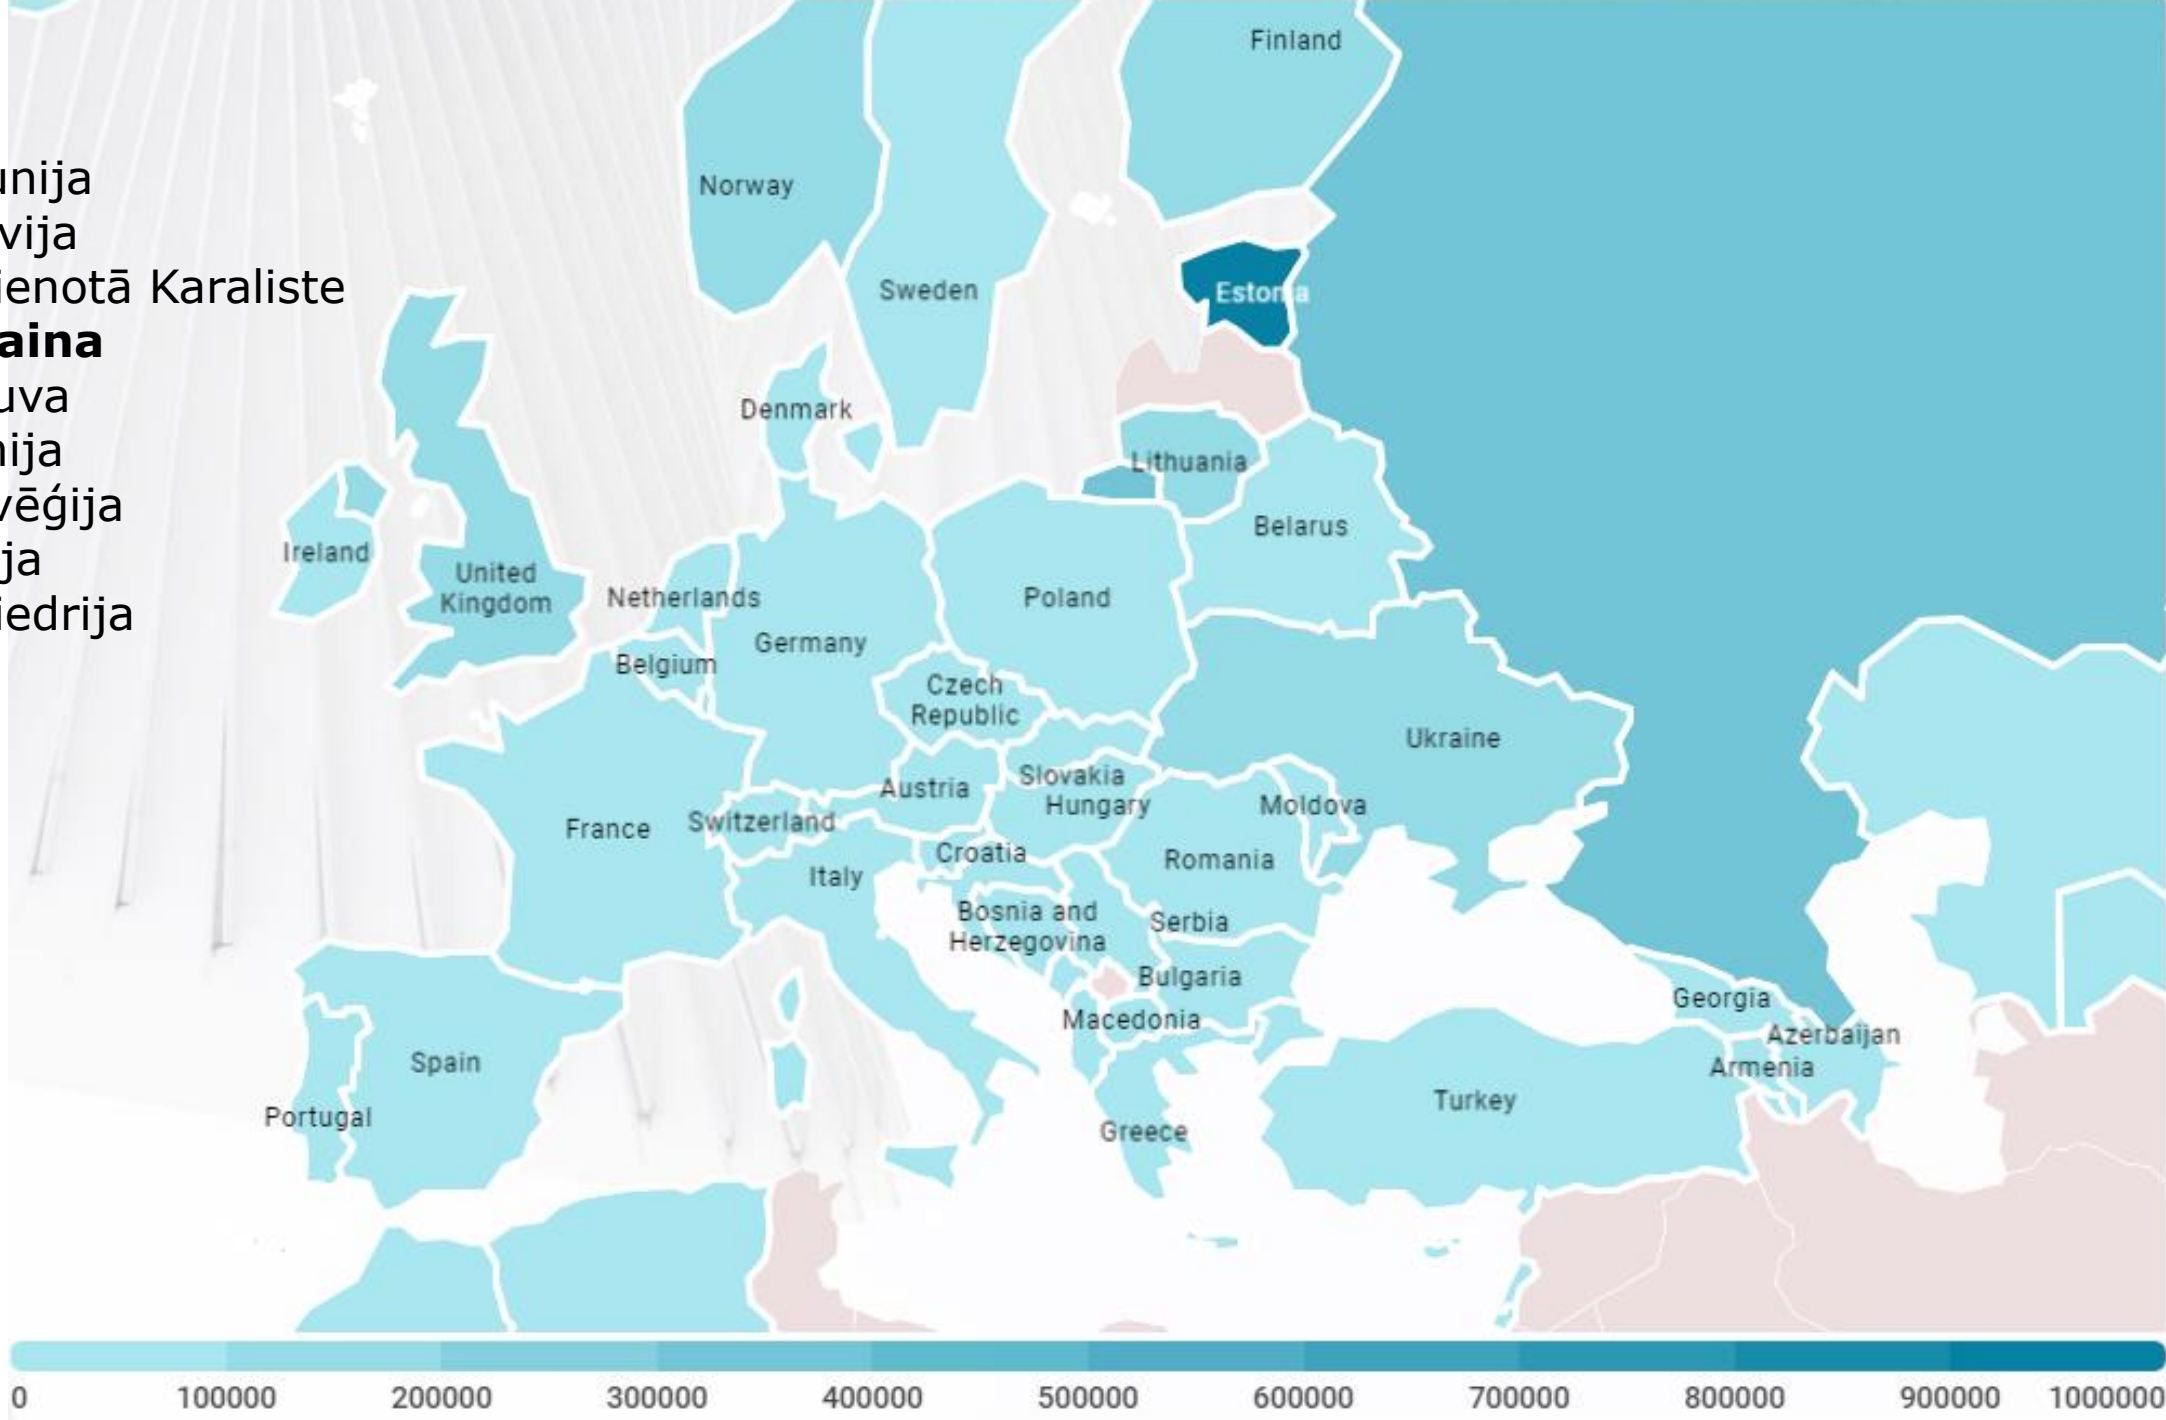 Finland
unija
Norway
vija
ienotā Karaliste
Sweden
Estonia
aina
uva
Denmark
nija
Lithuania
vēģija
Belarus
ja
Ireland
United
Kingdom
Netherlands
Poland
iedrija
Germany
Belgium
Czech
Republic
Ukraine
Austria
Slovakia
Hungary
Moldova
France
Switzerland
Croatia
Romania
Italy
Bosnia and
Herzegovina
Serbia
Bulgaria
Georgia
Macedonia
Azerbaijan
Armenia
Spain
Turkey
Portugal
Greece
0 100000 200000 300000 400000 500000 600000 700000 800000 900000 1000000